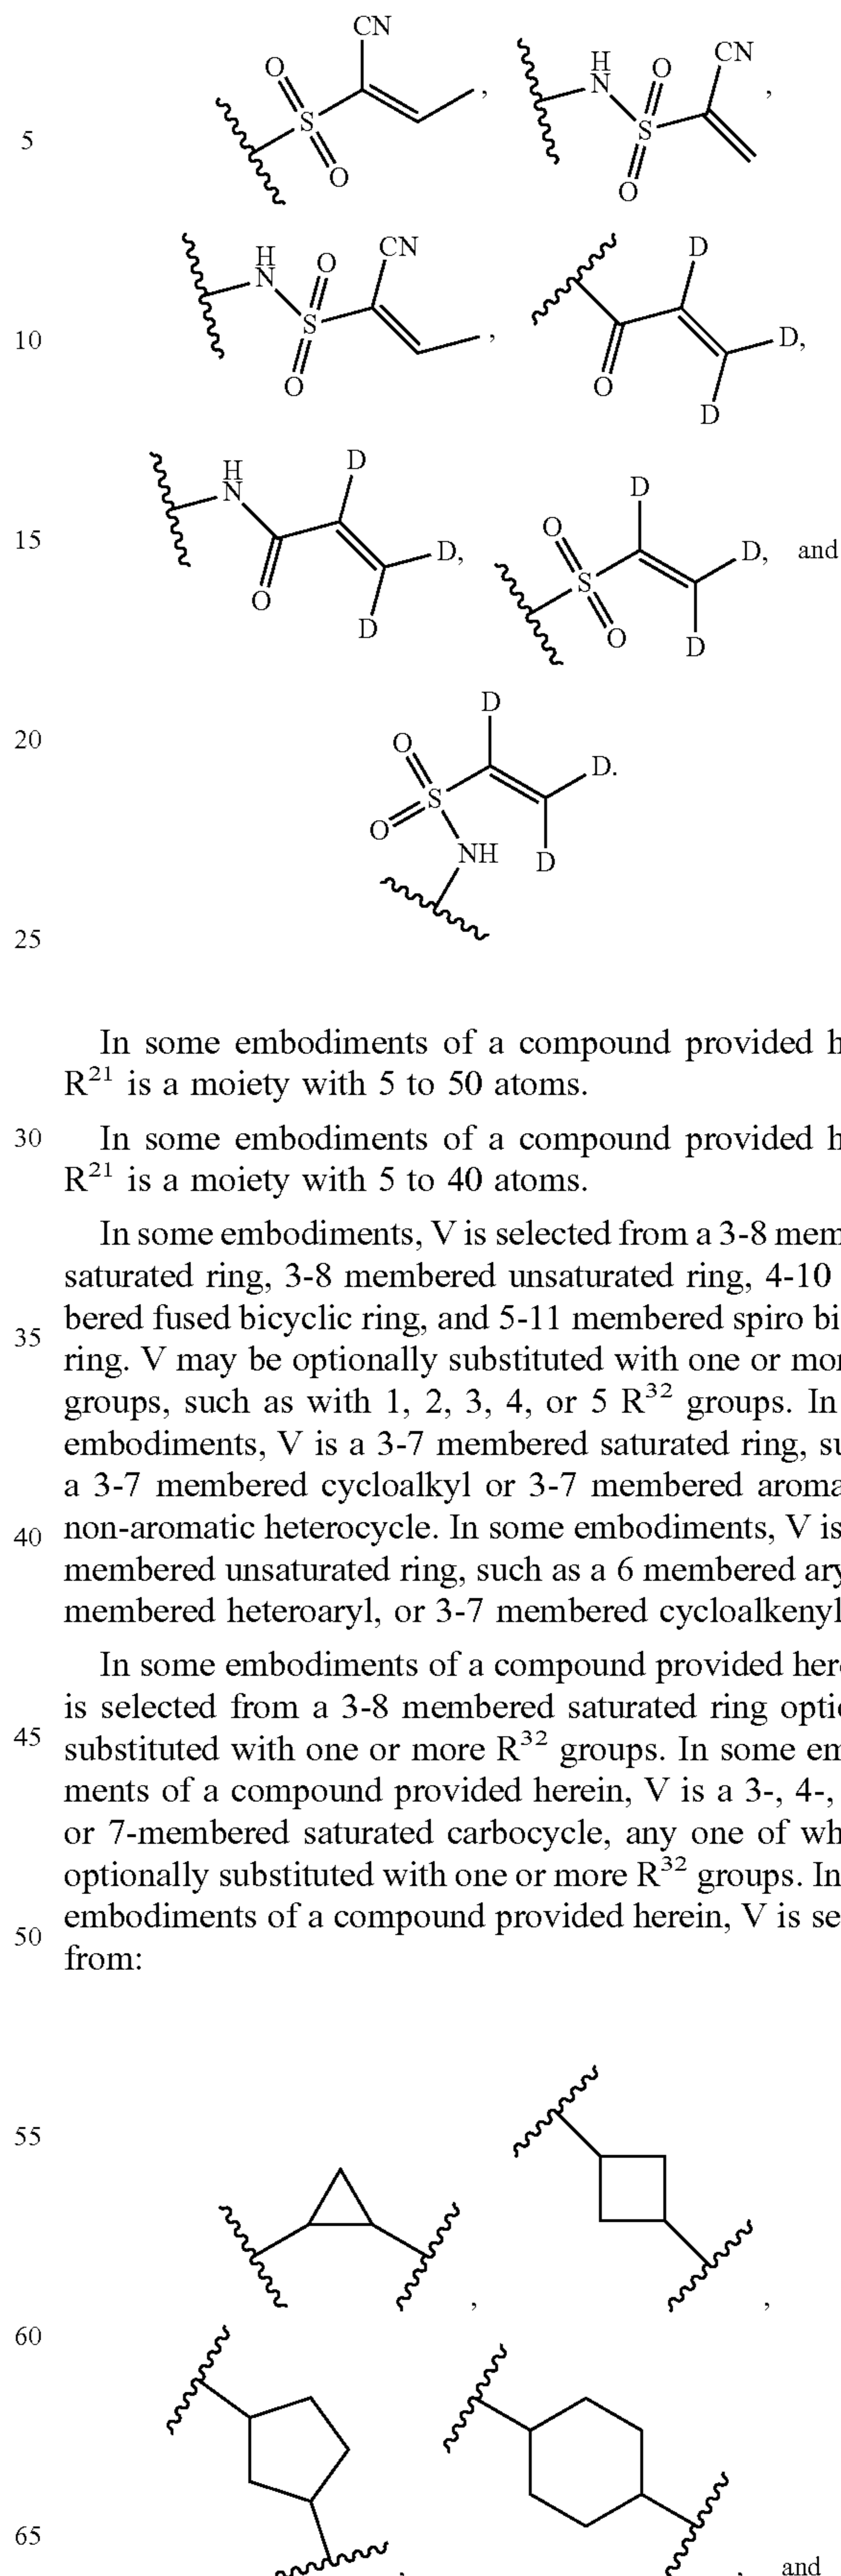 CN
CN
O
H
N
O
,
,
S
S
5
O
O
H
N
O
CN
D
S
,
D,
10
O
O
D
H
N
D
D
15
O
D,
D,
and
O
S
D
O
D
20
D
O
D.
S
O
NH
D
25
In some embodiments of a compound provided h
R²¹ is a moiety with 5 to 50 atoms.
30 In some embodiments of a compound provided h
R²¹ is a moiety with 5 to 40 atoms.
In some embodiments, V is selected from a 3-8 mem
saturated ring, 3-8 membered unsaturated ring, 4-10
35 bered fused bicyclic ring, and 5-11 membered spiro bi
ring. V may be optionally substituted with one or mor
groups, such as with 1, 2, 3, 4, or 5 R³² groups. In
embodiments, V is a 3-7 membered saturated ring, su
a 3-7 membered cycloalkyl or 3-7 membered aroma
40 non-aromatic heterocycle. In some embodiments, V is
membered unsaturated ring, such as a 6 membered ary
membered heteroaryl, or 3-7 membered cycloalkenyl
In some embodiments of a compound provided here
is selected from a 3-8 membered saturated ring optio
45 substituted with one or more R³² groups. In some em
ments of a compound provided herein, V is a 3-, 4-,
or 7-membered saturated carbocycle, any one of wh
optionally substituted with one or more R³² groups. In
50 embodiments of a compound provided herein, V is se
from:
55
, ,
60
65
, , and